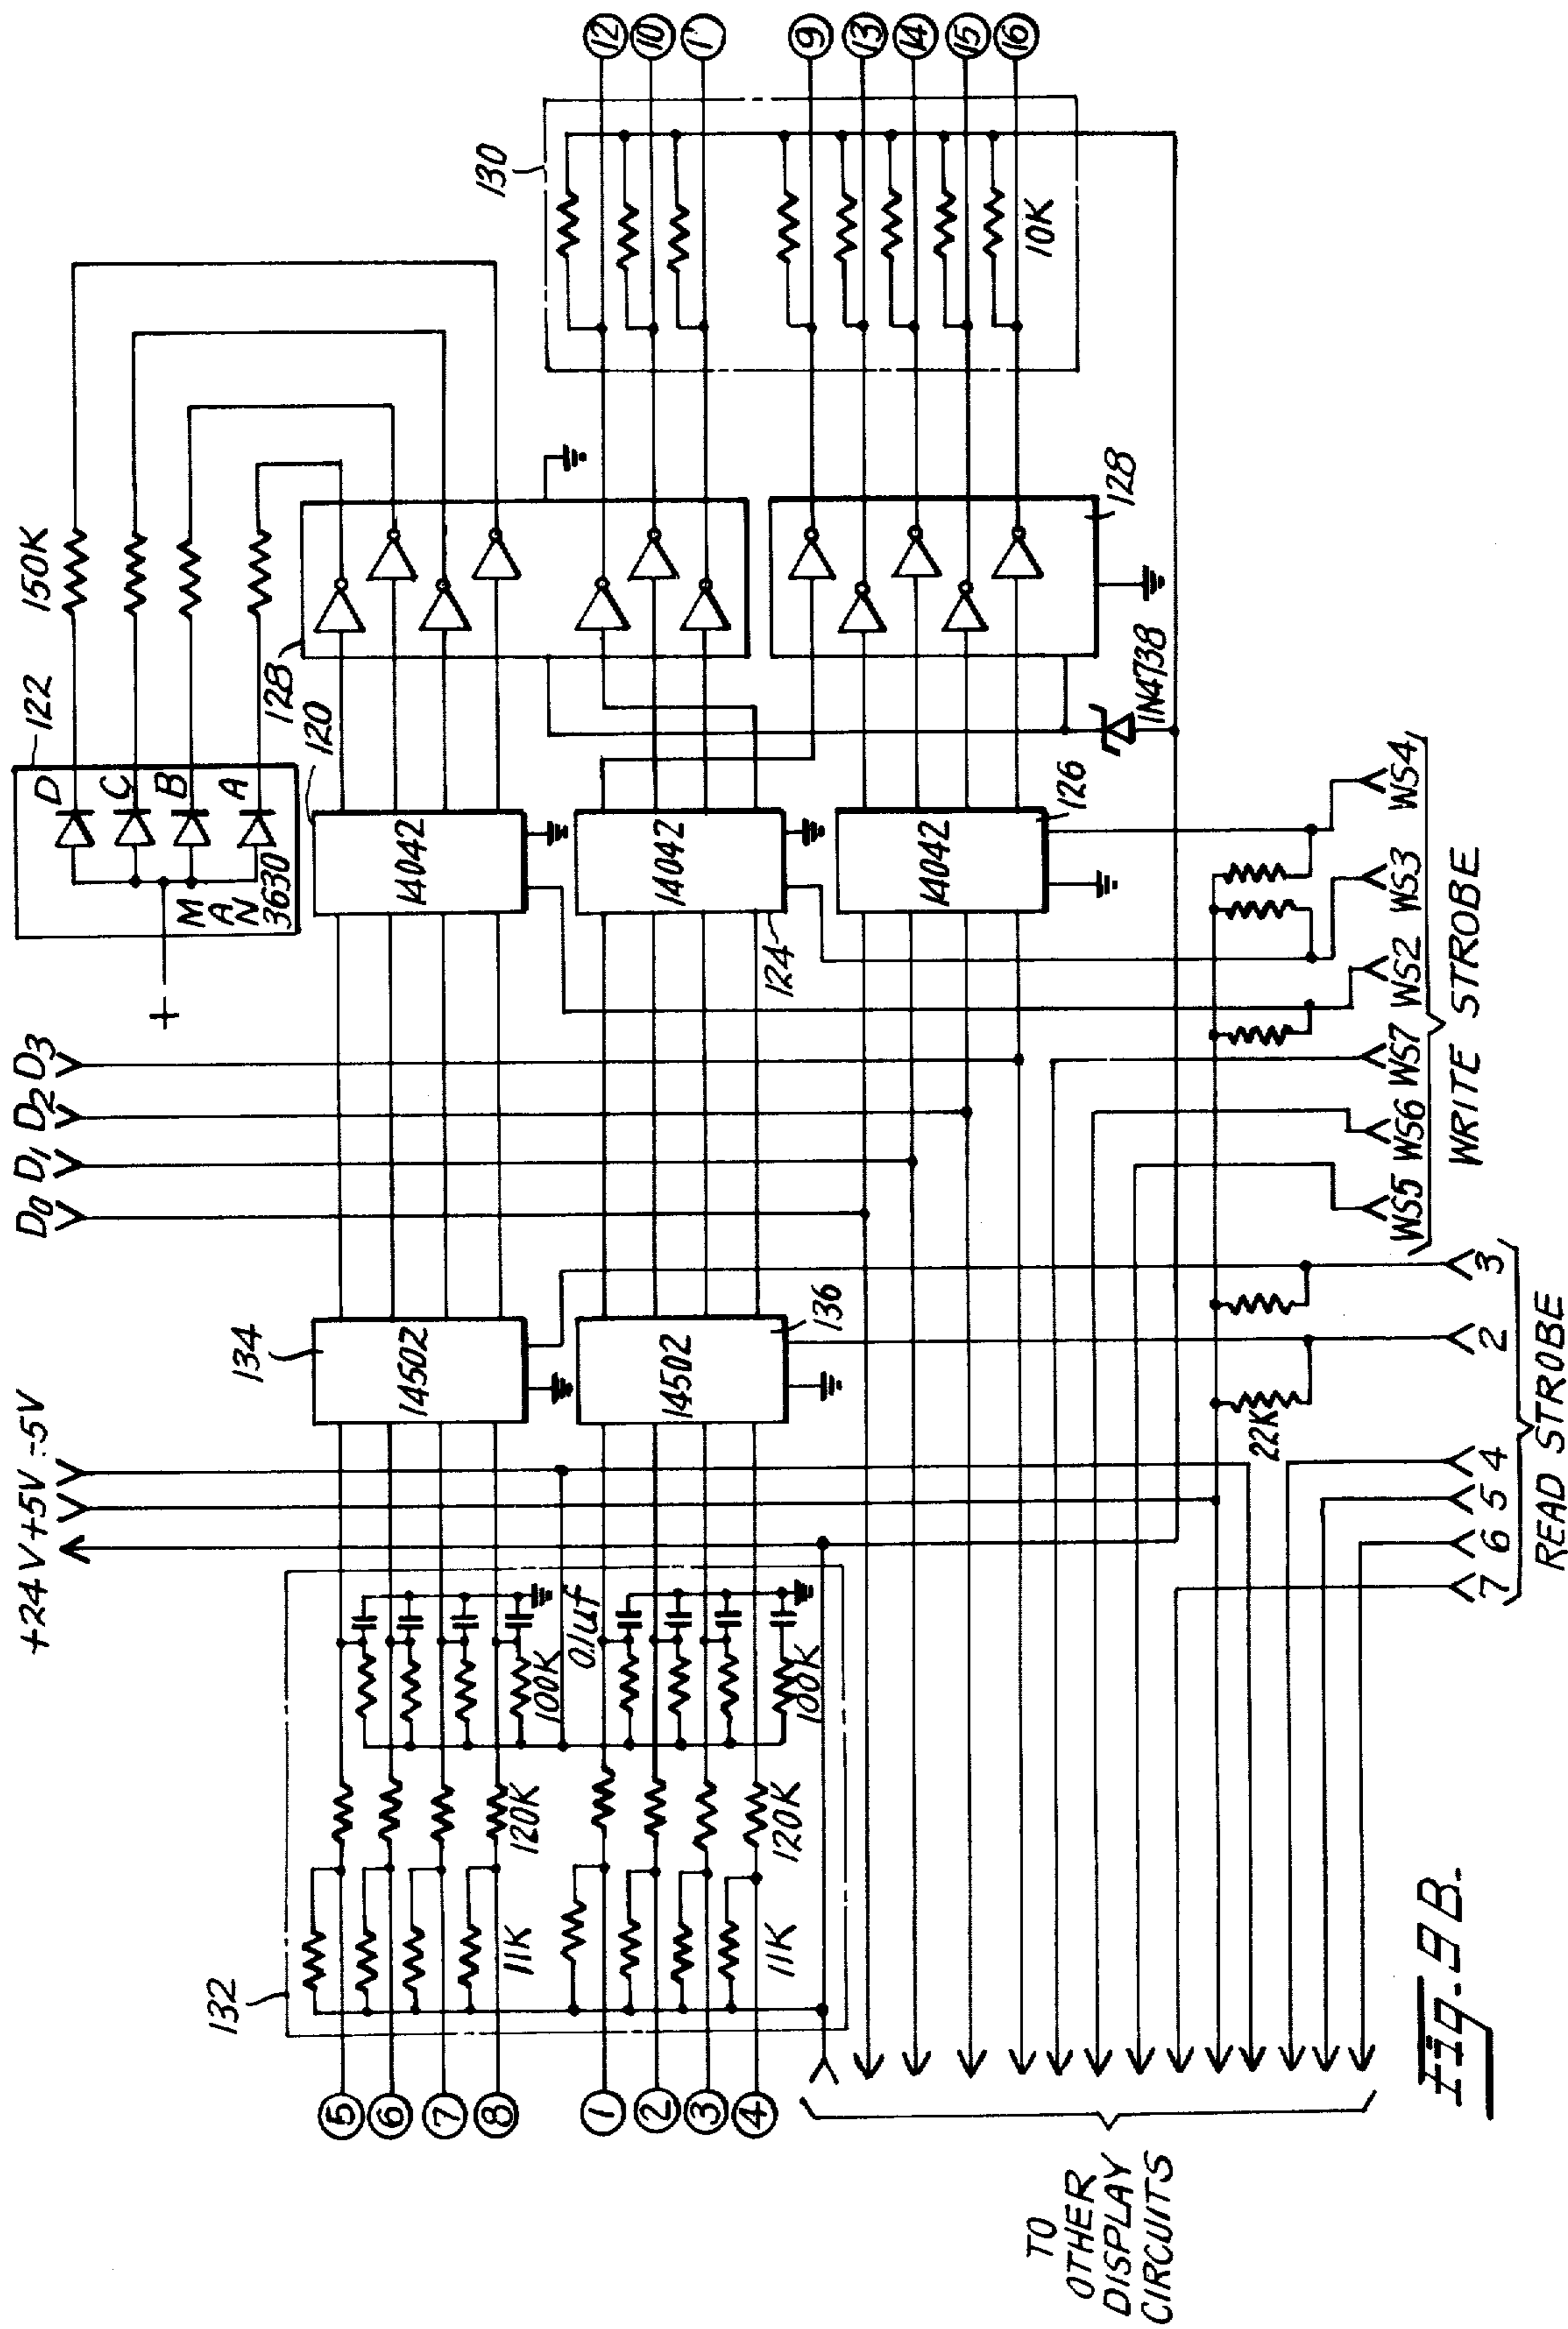 +24V +5V -5V
D0 D1 D2 D3
122
150K
D
C
B
A
M
A
N
3630
+
128
120
130
12
10
9
13
14
15
16
10K
128
1N4738
134
14502
14042
14502
136
14042
124
14042
126
132
5
6
7
8
11K
120K
100K
0.1uf
1
2
3
4
11K
120K
100K
22K
7 6 5 4 2 3
READ STROBE
WS5 WS6 WS7 WS2 WS3 WS4
WRITE STROBE
TO
OTHER
DISPLAY
CIRCUITS
Fig. 9B.